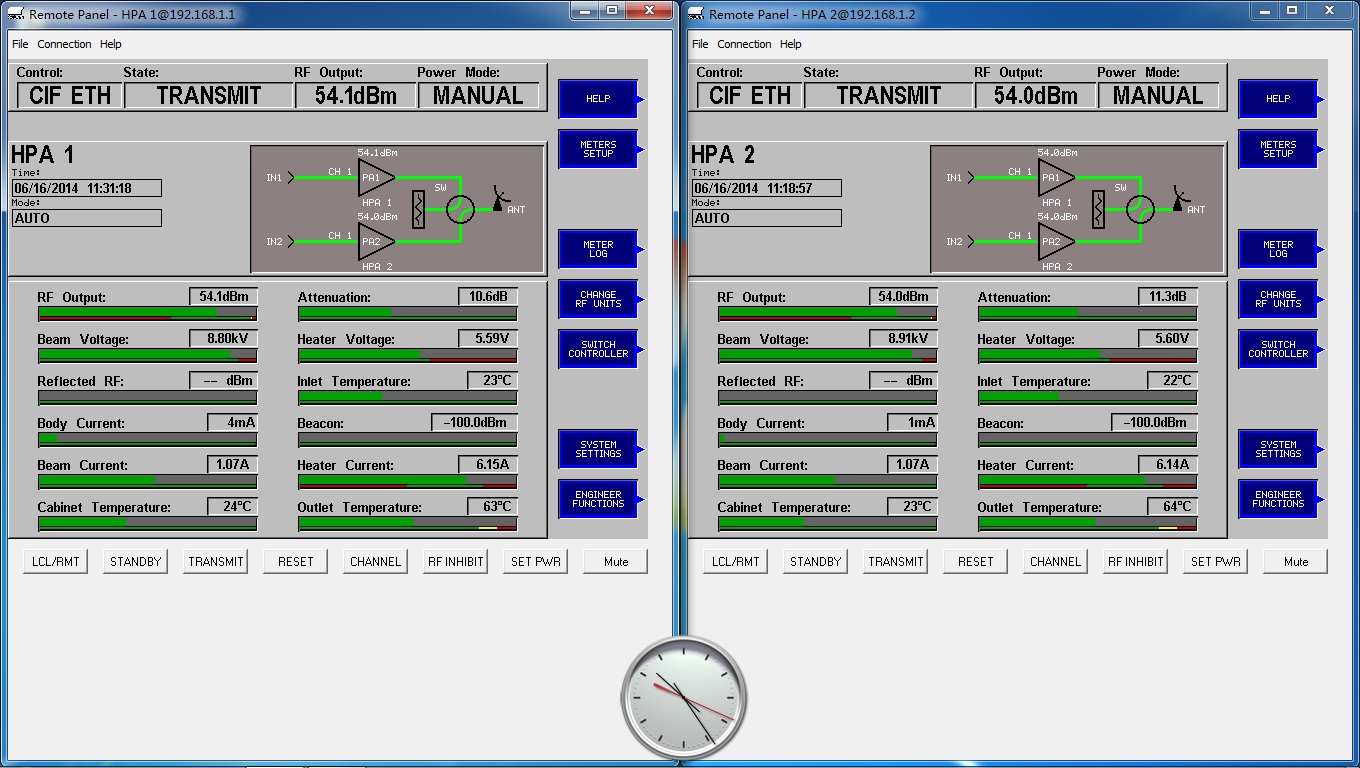 Remote Panel - HPA 1@192.168.1.1
File Connection Help
Control: State: RF Output: Power Mode:
CIF ETH TRANSMIT 54.1dBm MANUAL
HELP
METERS
SETUP
HPA 1
Time:
06/16/2014 11:31:18
Mode:
AUTO
54.1dBm
IN1 CH 1 PA1
SW
HPA 1
ANT
54.0dBm
IN2 CH 1 PA2
HPA 2
METER
LOG
CHANGE
RF UNITS
SWITCH
CONTROLLER
SYSTEM
SETTINGS
ENGINEER
FUNCTIONS
RF Output: 54.1dBm Attenuation: 10.6dB
Beam Voltage: 8.80kV Heater Voltage: 5.59V
Reflected RF: -- dBm Inlet Temperature: 23ºC
Body Current: 4mA Beacon: -100.0dBm
Beam Current: 1.07A Heater Current: 6.15A
Cabinet Temperature: 24ºC Outlet Temperature: 63ºC
LCL/RMT STANDBY TRANSMIT RESET CHANNEL RF INHIBIT SET PWR Mute
Remote Panel - HPA 2@192.168.1.2
File Connection Help
Control: State: RF Output: Power Mode:
CIF ETH TRANSMIT 54.0dBm MANUAL
HELP
METERS
SETUP
HPA 2
Time:
06/16/2014 11:18:57
Mode:
AUTO
54.0dBm
IN1 CH 1 PA1
SW
HPA 1
ANT
54.0dBm
IN2 CH 1 PA2
HPA 2
METER
LOG
CHANGE
RF UNITS
SWITCH
CONTROLLER
SYSTEM
SETTINGS
ENGINEER
FUNCTIONS
RF Output: 54.0dBm Attenuation: 11.3dB
Beam Voltage: 8.91kV Heater Voltage: 5.60V
Reflected RF: -- dBm Inlet Temperature: 22ºC
Body Current: 1mA Beacon: -100.0dBm
Beam Current: 1.07A Heater Current: 6.14A
Cabinet Temperature: 23ºC Outlet Temperature: 64ºC
LCL/RMT STANDBY TRANSMIT RESET CHANNEL RF INHIBIT SET PWR Mute